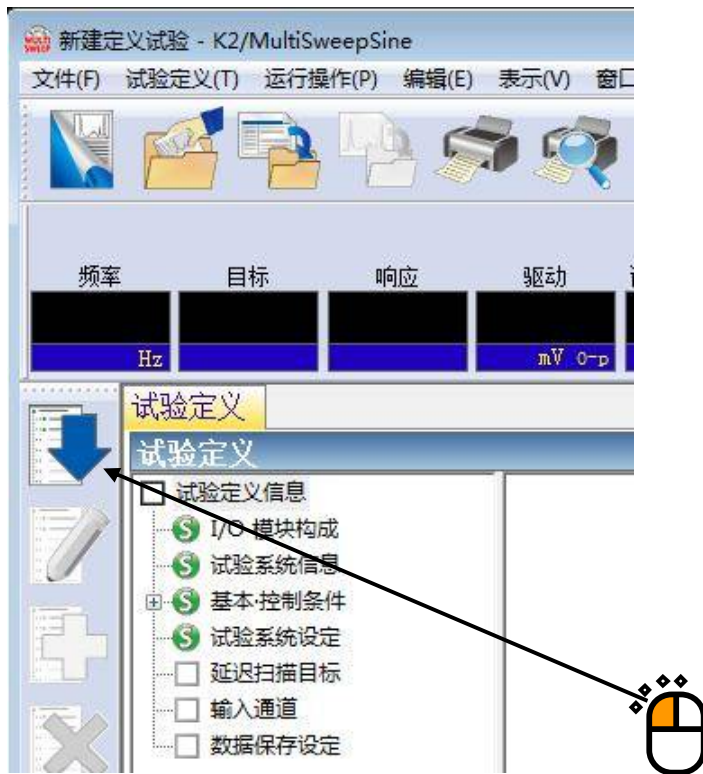 新建定义试验 - K2/MultiSweepSine
文件(F) 试验定义(T) 运行操作(P) 编辑(E) 表示(V)
频率 目标 响应 驱动
Hz mV 0-p
试验定义
试验定义
试验定义信息
I/O 模块构成
试验系统信息
基本·控制条件
试验系统设定
延迟扫描目标
输入通道
数据保存设定